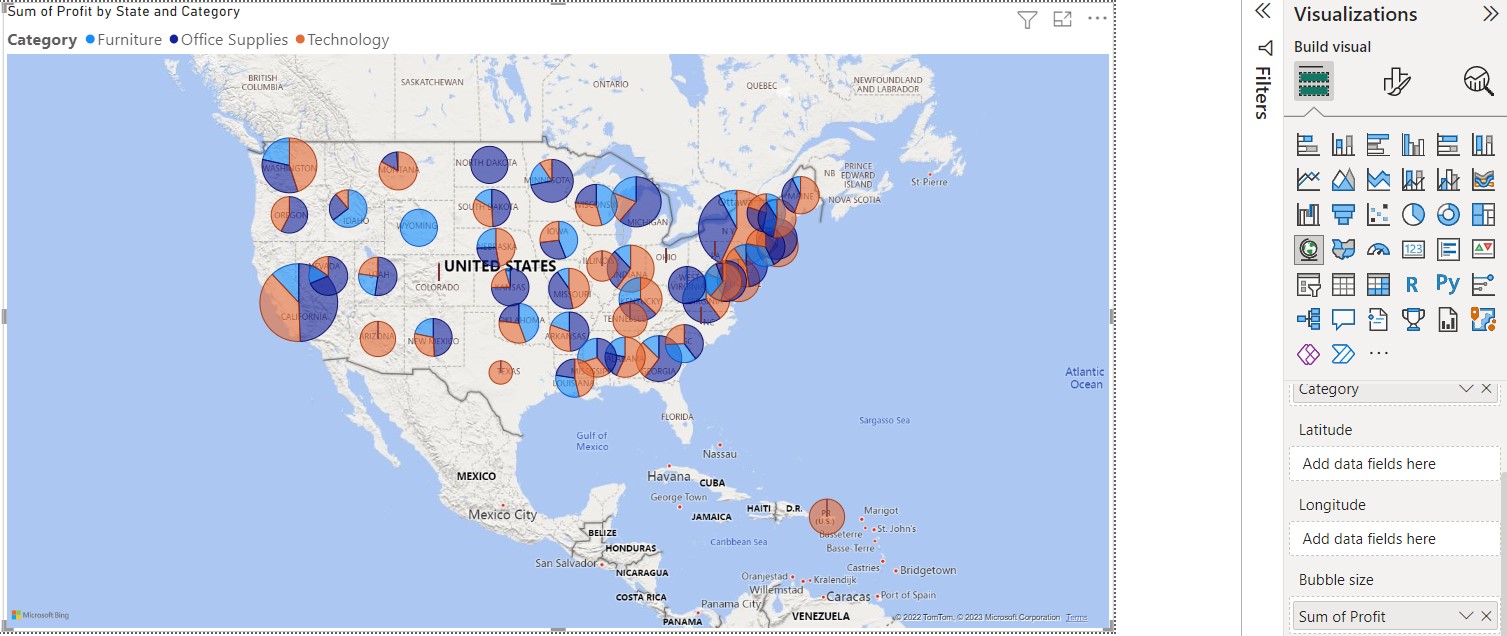 Sum of Profit by State and Category
Category Furniture Office Supplies Technology
BRITISH
COLUMBIA
SASKATCHEWAN
ONTARIO
QUEBEC
NEWFOUNDLAND
AND LABRADOR
WASHINGTON
MONTANA
NORTH DAKOTA
MINNESOTA
Ottawa
MAINE
NB
PRINCE
EDWARD
ISLAND
NOVA SCOTIA
St-Pierre
OREGON
IDAHO
WYOMING
SOUTH DAKOTA
WISCONSIN
MICHIGAN
N Y
NEVADA
UTAH
COLORADO
NEBRASKA
IOWA
ILLINOIS
INDIANA
OHIO
UNITED STATES
CALIFORNIA
KANSAS
MISSOURI
KENTUCKY
WEST
VIRGINIA
VIRGINIA
ARIZONA
NEW MEXICO
OKLAHOMA
ARKANSAS
TENNESSEE
NC
SC
TEXAS
LOUISIANA
MISSISSIPPI
ALABAMA
GEORGIA
FLORIDA
Atlantic
Ocean
Gulf of
Mexico
Sargasso Sea
MEXICO
Mexico City
Nassau
Havana
CUBA
George Town
JAMAICA
HAITI
D.R.
PR
(U.S.)
Marigot
St. John's
Basseterre
Basse-Terre
Caribbean Sea
BELIZE
HONDURAS
San Salvador
NICARAGUA
COSTA RICA
Panama City
PANAMA
Castries
Bridgetown
Oranjestad
Kralendijk
Willemstad
Caracas
Port of Spain
VENEZUELA
Microsoft Bing
© 2022 TomTom, © 2023 Microsoft Corporation Terms
Filters
Visualizations
Build visual
123
R
Py
Category
Latitude
Add data fields here
Longitude
Add data fields here
Bubble size
Sum of Profit